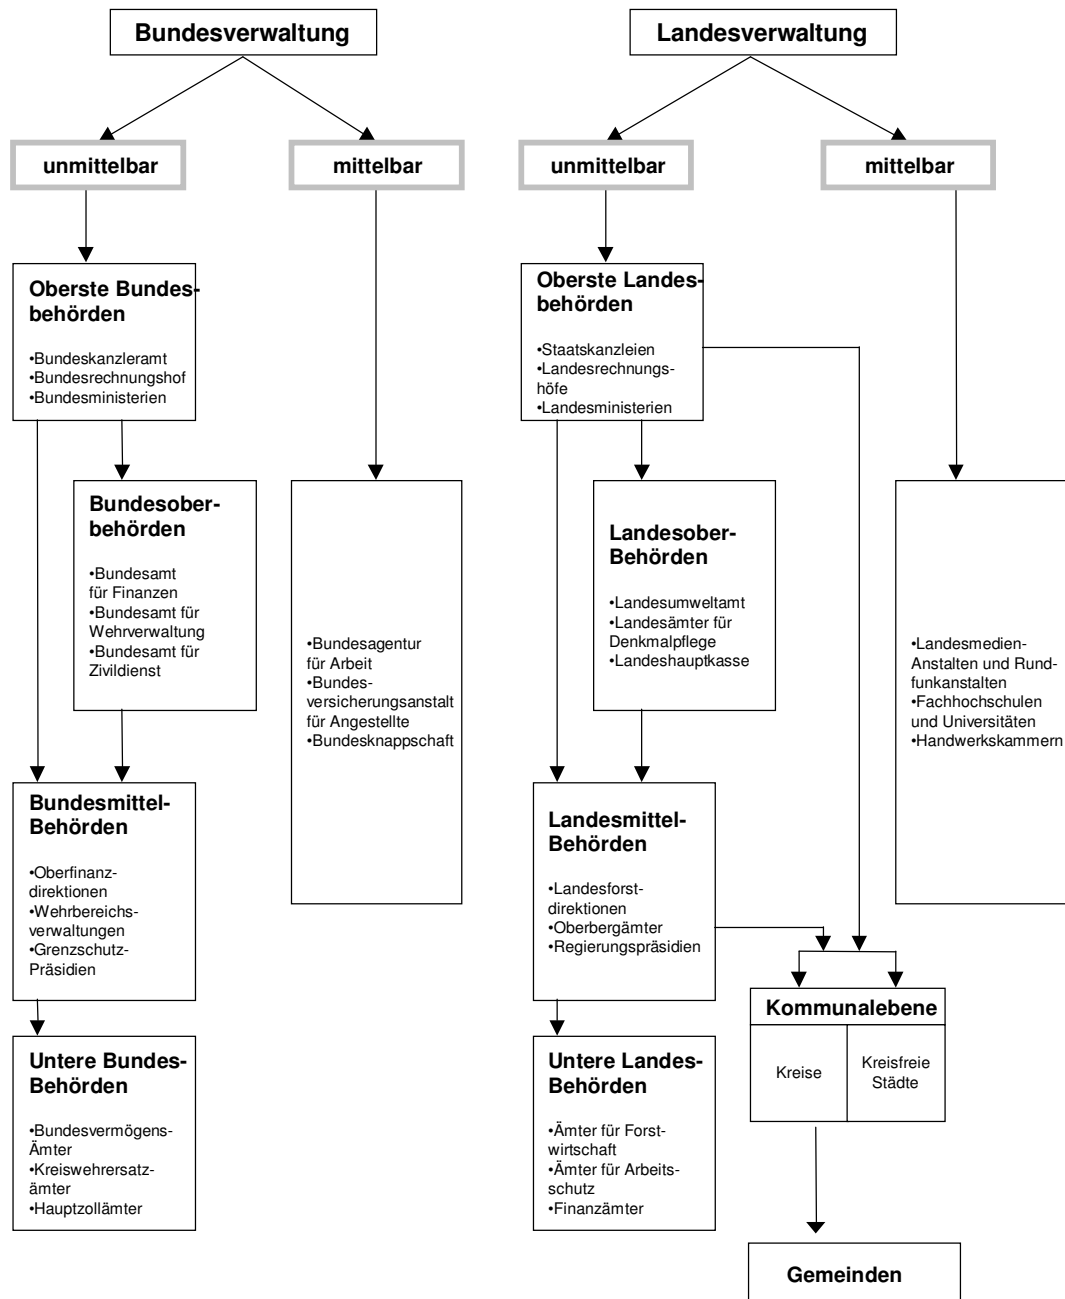 Bundesverwaltung
Landesverwaltung
unmittelbar
mittelbar
unmittelbar
mittelbar
Oberste Bundes-
behörden
•Bundeskanzleramt
•Bundesrechnungshof
•Bundesministerien
Oberste Landes-
behörden
•Staatskanzleien
•Landesrechnungs-
höfe
•Landesministerien
Bundesober-
behörden
•Bundesamt
für Finanzen
•Bundesamt für
Wehrverwaltung
•Bundesamt für
Zivildienst
•Bundesagentur
für Arbeit
•Bundes-
versicherungsanstalt
für Angestellte
•Bundesknappschaft
Landesober-
Behörden
•Landesumweltamt
•Landesämter für
Denkmalpflege
•Landeshauptkasse
•Landesmedien-
Anstalten und Rund-
funkanstalten
•Fachhochschulen
und Universitäten
•Handwerkskammern
Bundesmittel-
Behörden
•Oberfinanz-
direktionen
•Wehrbereichs-
verwaltungen
•Grenzschutz-
Präsidien
Landesmittel-
Behörden
•Landesforst-
direktionen
•Oberbergämter
•Regierungspräsidien
Kommunalebene
Kreise
Kreisfreie
Städte
Untere Bundes-
Behörden
•Bundesvermögens-
Ämter
•Kreiswehrersatz-
ämter
•Hauptzollämter
Untere Landes-
Behörden
•Ämter für Forst-
wirtschaft
•Ämter für Arbeits-
schutz
•Finanzämter
Gemeinden